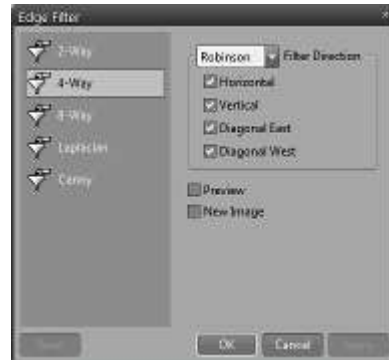 Edge Filter
2-Way
4-Way
8-Way
Laplacian
Canny
Robinson Filter Direction
Horizontal
Vertical
Diagonal East
Diagonal West
Preview
New Image
OK Cancel